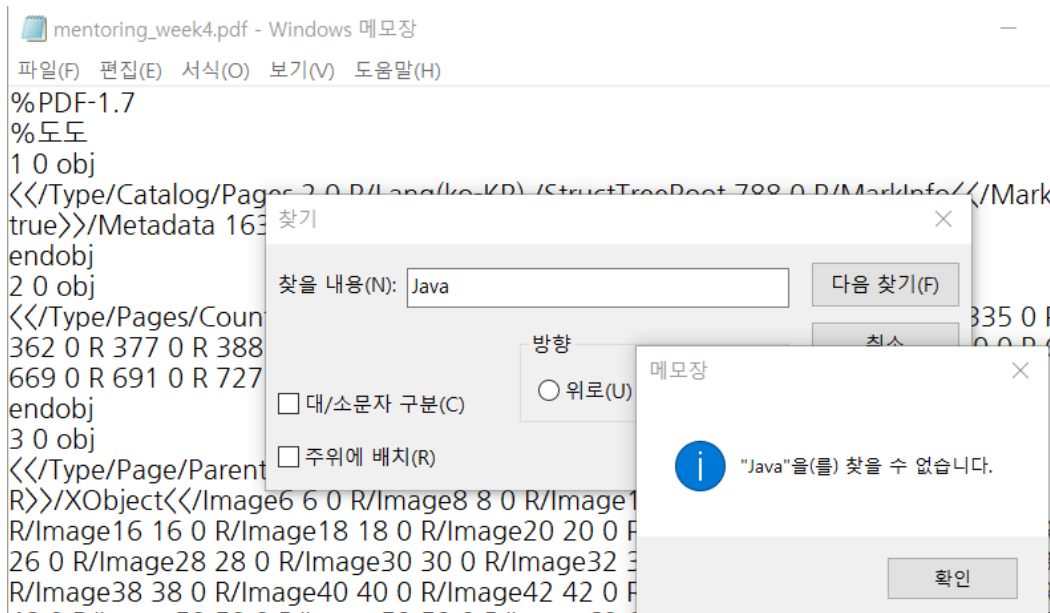 mentoring_week4.pdf - Windows 메모장
파일(F) 편집(E) 서식(O) 보기(V) 도움말(H)
%PDF-1.7
%도도
1 0 obj
<</Type/Catalog/Pages 2 0 R/Lang(ko-KR) /StructTreeRoot 788 0 R/MarkInfo<</Mark
true>>/Metadata 163
endobj
2 0 obj
<</Type/Pages/Coun
335 0
362 0 R 377 0 R 388
669 0 R 691 0 R 727
endobj
3 0 obj
<</Type/Page/Parent
R>>/XObject<</Image6 6 0 R/Image8 8 0 R/Image1
R/Image16 16 0 R/Image18 18 0 R/Image20 20 0
26 0 R/Image28 28 0 R/Image30 30 0 R/Image32 3
R/Image38 38 0 R/Image40 40 0 R/Image42 42 0
찾기
찾을 내용(N): Java
다음 찾기(F)
취소
방향
위로(U)
대/소문자 구분(C)
주위에 배치(R)
메모장
"Java"을(를) 찾을 수 없습니다.
확인